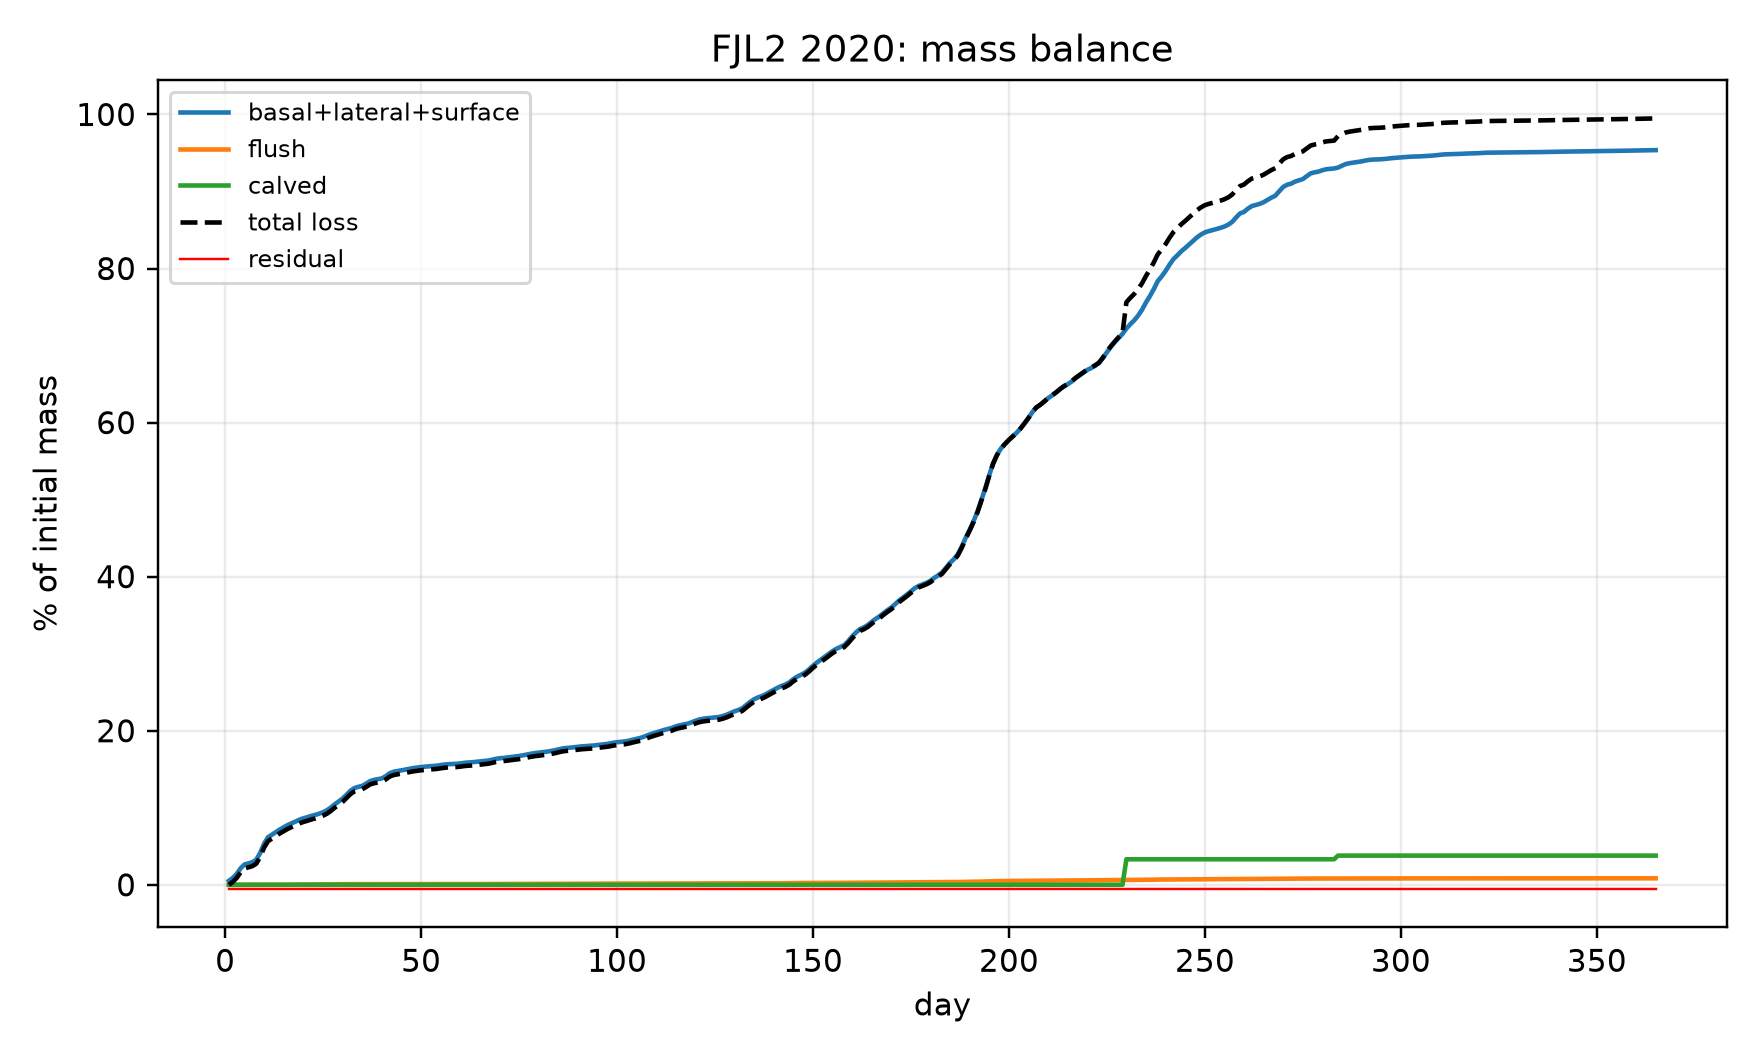 FJL2 2020: mass balance
basal+lateral+surface
flush
calved
total loss
residual
% of initial mass
100
80
60
40
20
0
0 50 100 150 200 250 300 350
day